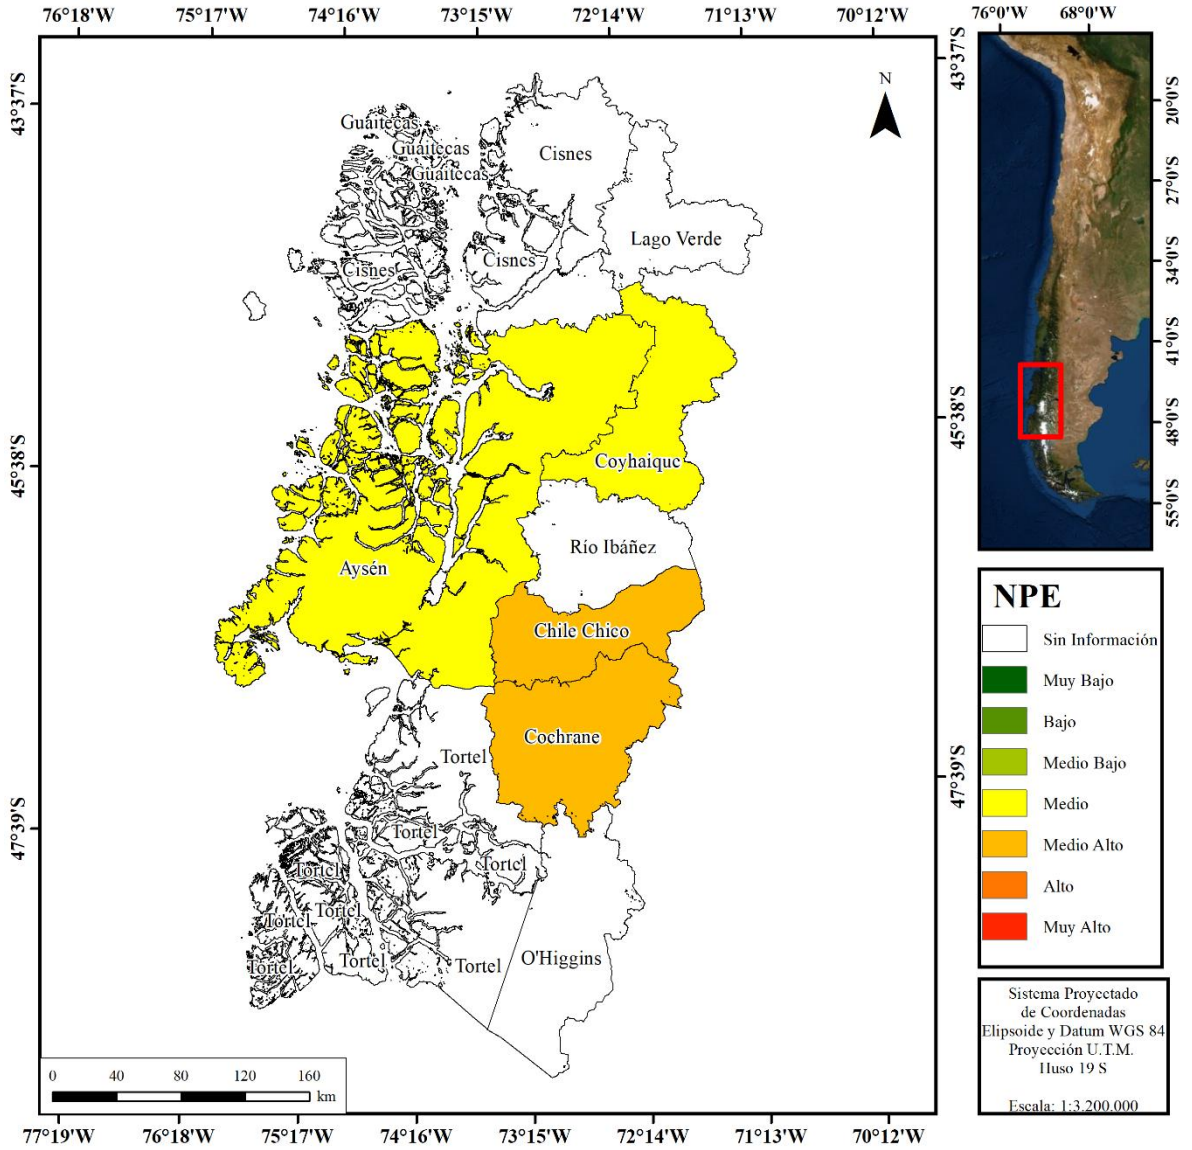 76°18'W 75°17'W 74°16'W 73°15'W 72°14'W 71°13'W 70°12'W
76°0'W 68°0'W
43°37'S
45°38'S
47°39'S
43°37'S
45°38'S
47°39'S
N
Guaitecas
Guaitecas
Guaitecas
Cisnes
Lago Verde
Cisnes
Cisnes
Coyhaique
Río Ibáñez
Aysén
Chile Chico
Cochrane
Tortel
Tortel
Tortel
Tortel
Tortel
Tortel
Tortel
Tortel
Tortel
O'Higgins
0 40 80 120 160
km
77°19'W 76°18'W 75°17'W 74°16'W 73°15'W 72°14'W 71°13'W 70°12'W
20°0'S
27°0'S
34°0'S
41°0'S
48°0'S
55°0'S
NPE
Sin Información
Muy Bajo
Bajo
Medio Bajo
Medio
Medio Alto
Alto
Muy Alto
Sistema Proyectado
de Coordenadas
Elipsoide y Datum WGS 84
Proyección U.T.M.
Huso 19 S
Escala: 1:3.200.000